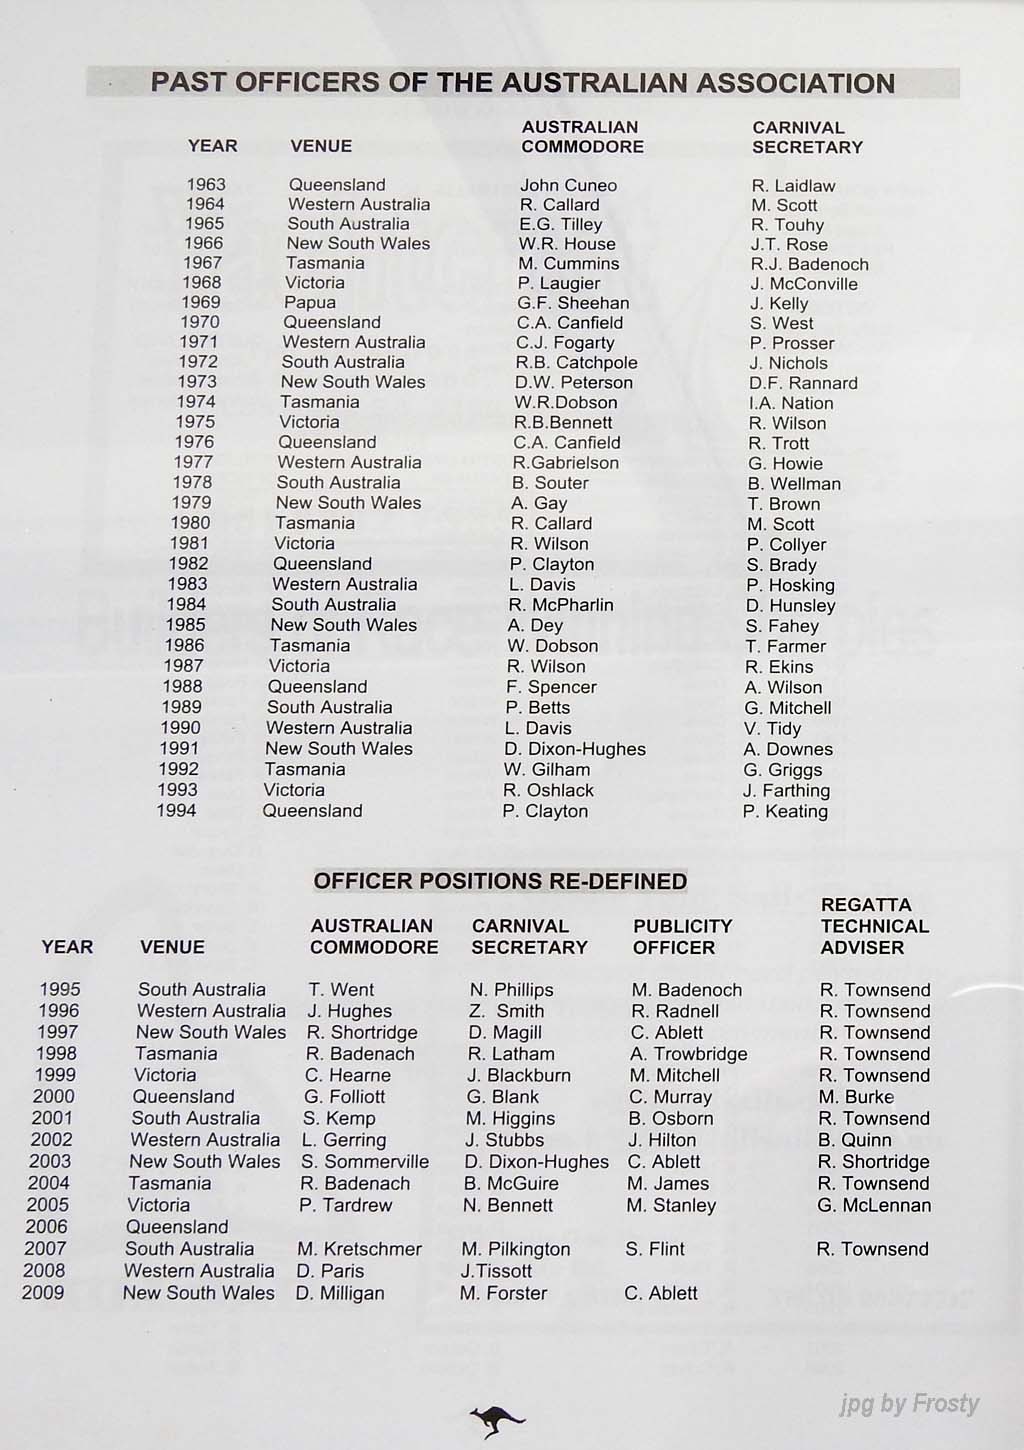 PAST OFFICERS OF THE AUSTRALIAN ASSOCIATION
AUSTRALIAN CARNIVAL
YEAR VENUE COMMODORE SECRETARY
1963 Queensland John Cuneo R. Laidlaw
1964 Western Australia R. Callard M. Scott
1965 South Australia E.G. Tilley R. Touhy
1966 New South Wales W.R. House J.T. Rose
1967 Tasmania M. Cummins R.J. Badenoch
1968 Victoria P. Laugier J. McConville
1969 Papua G.F. Sheehan J. Kelly
1970 Queensland C.A. Canfield S. West
1971 Western Australia C.J. Fogarty P. Prosser
1972 South Australia R.B. Catchpole J. Nichols
1973 New South Wales D.W. Peterson D.F. Rannard
1974 Tasmania W.R.Dobson I.A. Nation
1975 Victoria R.B.Bennett R. Wilson
1976 Queensland C.A. Canfield R. Trott
1977 Western Australia R.Gabrielson G. Howie
1978 South Australia B. Souter B. Wellman
1979 New South Wales A. Gay T. Brown
1980 Tasmania R. Callard M. Scott
1981 Victoria R. Wilson P. Collyer
1982 Queensland P. Clayton S. Brady
1983 Western Australia L. Davis P. Hosking
1984 South Australia R. McPharlin D. Hunsley
1985 New South Wales A. Dey S. Fahey
1986 Tasmania W. Dobson T. Farmer
1987 Victoria R. Wilson R. Ekins
1988 Queensland F. Spencer A. Wilson
1989 South Australia P. Betts G. Mitchell
1990 Western Australia L. Davis V. Tidy
1991 New South Wales D. Dixon-Hughes A. Downes
1992 Tasmania W. Gilham G. Griggs
1993 Victoria R. Oshlack J. Farthing
1994 Queensland P. Clayton P. Keating
OFFICER POSITIONS RE-DEFINED
REGATTA
AUSTRALIAN CARNIVAL PUBLICITY TECHNICAL
YEAR VENUE COMMODORE SECRETARY OFFICER ADVISER
1995 South Australia T. Went N. Phillips M. Badenoch R. Townsend
1996 Western Australia J. Hughes Z. Smith R. Radnell R. Townsend
1997 New South Wales R. Shortridge D. Magill C. Ablett R. Townsend
1998 Tasmania R. Badenach R. Latham A. Trowbridge R. Townsend
1999 Victoria C. Hearne J. Blackburn M. Mitchell R. Townsend
2000 Queensland G. Folliott G. Blank C. Murray M. Burke
2001 South Australia S. Kemp M. Higgins B. Osborn R. Townsend
2002 Western Australia L. Gerring J. Stubbs J. Hilton B. Quinn
2003 New South Wales S. Sommerville D. Dixon-Hughes C. Ablett R. Shortridge
2004 Tasmania R. Badenach B. McGuire M. James R. Townsend
2005 Victoria P. Tardrew N. Bennett M. Stanley G. McLennan
2006 Queensland
2007 South Australia M. Kretschmer M. Pilkington S. Flint R. Townsend
2008 Western Australia D. Paris J.Tissott
2009 New South Wales D. Milligan M. Forster C. Ablett
jpg by Frosty